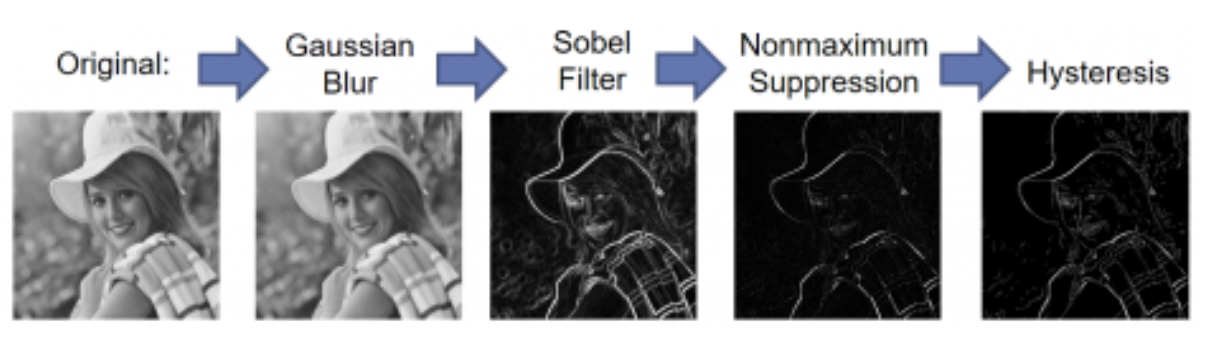 Original:
Gaussian
Blur
Sobel
Filter
Nonmaximum
Suppression
Hysteresis